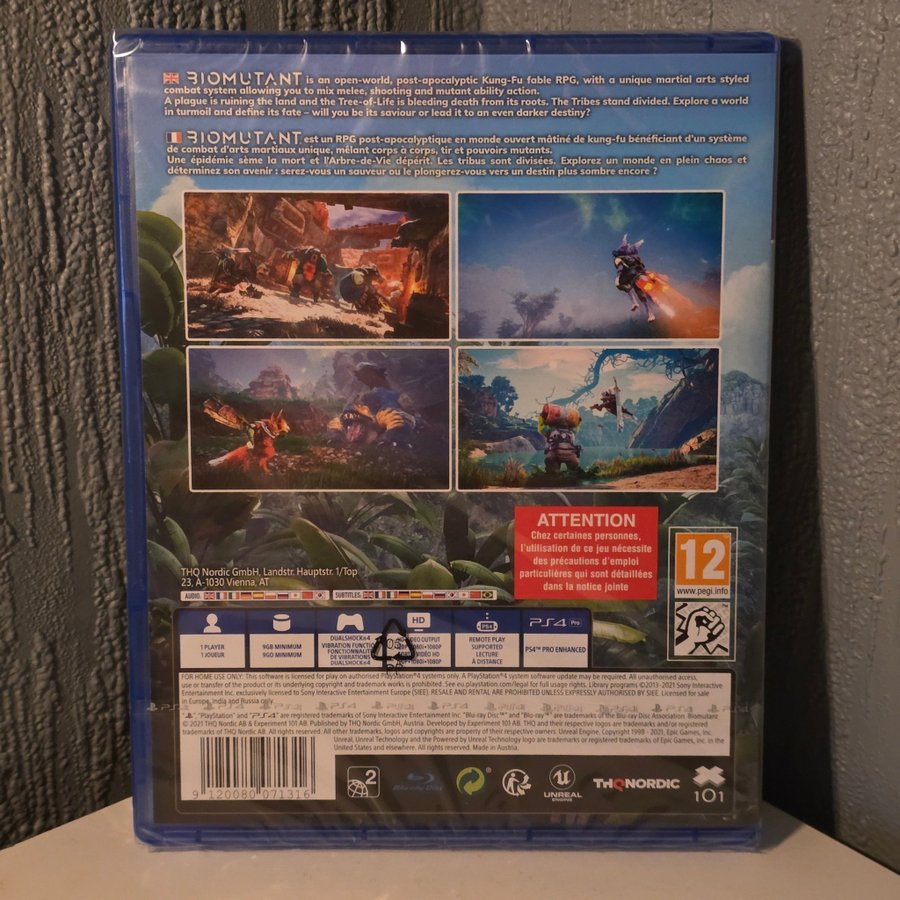 BIOMUTANT is an open-world, post-apocalyptic Kung-Fu fable RPG, with a unique martial arts styled
combat system allowing you to mix melee, shooting and mutant ability action.
A plague is ruining the land and the Tree-of-Life is bleeding death from its roots. The Tribes stand divided. Explore a world
in turmoil and define its fate – will you be its saviour or lead it to an even darker destiny?
BIOMUTANT est un RPG post-apocalyptique en monde ouvert mâtiné de kung-fu bénéficiant d'un système
de combat d'arts martiaux unique, mêlant corps à corps, tir et pouvoirs mutants.
Une épidémie sème la mort et l'Arbre-de-Vie dépérit. Les tribus sont divisées. Explorez un monde en plein chaos et
déterminez son avenir : serez-vous un sauveur ou le plongerez-vous vers un destin plus sombre encore ?
ATTENTION
Chez certaines personnes,
l'utilisation de ce jeu nécessite
des précautions d'emploi
particulières qui sont détaillées
dans la notice jointe
12
www.pegi.info
THQ Nordic GmbH, Landstr. Hauptstr. 1/Top
23, A-1030 Vienna, AT
AUDIO:
SUBTITLES:
1 PLAYER
1 JOUEUR
9GB MINIMUM
9GO MINIMUM
DUALSHOCK®4
VIBRATION FUNCTION
FONCTIONNALITÉS
DE VIBRATIONS
DUALSHOCK®4
HD
VIDEO OUTPUT
1080p
VIDÉO HD
1080p
PS4
REMOTE PLAY
SUPPORTED
LECTURE
À DISTANCE
PS4 Pro
PS4™ PRO ENHANCED
FOR HOME USE ONLY: This software is licensed for play on authorised PlayStation®4 systems only. A PlayStation®4 system software update may be required. All unauthorised access,
use or transfer of the product or its underlying copyright and trademark works is prohibited. See eu.playstation.com/legal for full usage terms. Library programs ©2013-2021 Sony Interactive
Entertainment Inc. exclusively licensed to Sony Interactive Entertainment Europe (SIEE). RESALE AND RENTAL ARE PROHIBITED UNLESS EXPRESSLY AUTHORISED BY SIEE. Licensed for sale
in Europe, India and Russia only.
"PlayStation" and "PS4" are registered trademarks of Sony Interactive Entertainment Inc. "Blu-ray Disc™" and "Blu-ray™" are trademarks of the Blu-ray Disc Association. Biomutant
© 2021 THQ Nordic AB. Published by THQ Nordic GmbH, Austria. Developed by Experiment 101 AB. Experiment 101, THQ and THQ Nordic and their respective logos are trademarks and/or registered
trademarks of THQ Nordic AB. All rights reserved. All other trademarks, logos and copyrights are property of their respective owners. Unreal Engine, Copyright 1998 - 2021, Epic Games, Inc.
Unreal, Unreal Technology and the Powered by Unreal Technology logo are trademarks or registered trademarks of Epic Games, Inc. in the
United States and elsewhere. All rights reserved. Made in Austria.
9 120080 071316
2
Blu-ray Disc
UNREAL
ENGINE
THQNORDIC
101